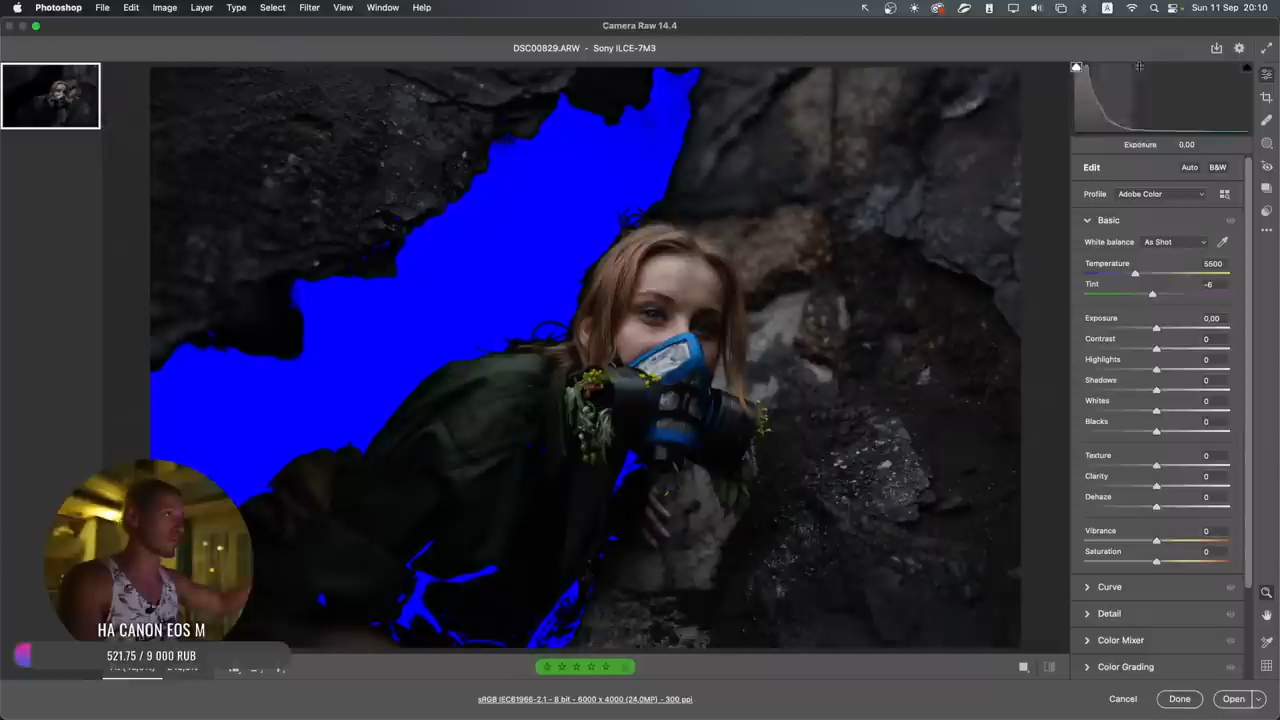 Photoshop File Edit Image Layer Type Select Filter View Window Help
A
Sun 11 Sep 20:10
Camera Raw 14.4
DSC00829.ARW - Sony ILCE-7M3
Exposure 0,00
Edit Auto B&W
Profile Adobe Color
Basic
White balance As Shot
Temperature 5500
Tint -6
Exposure 0,00
Contrast 0
Highlights 0
Shadows 0
Whites 0
Blacks 0
Texture 0
Clarity 0
Dehaze 0
Vibrance 0
Saturation 0
Curve
Detail
Color Mixer
Color Grading
НА CANON EOS M
521.75 / 9 000 RUB
sRGB IEC61966-2.1 - 8 bit - 6000 x 4000 (24.0MP) - 300 ppi
Cancel Done Open